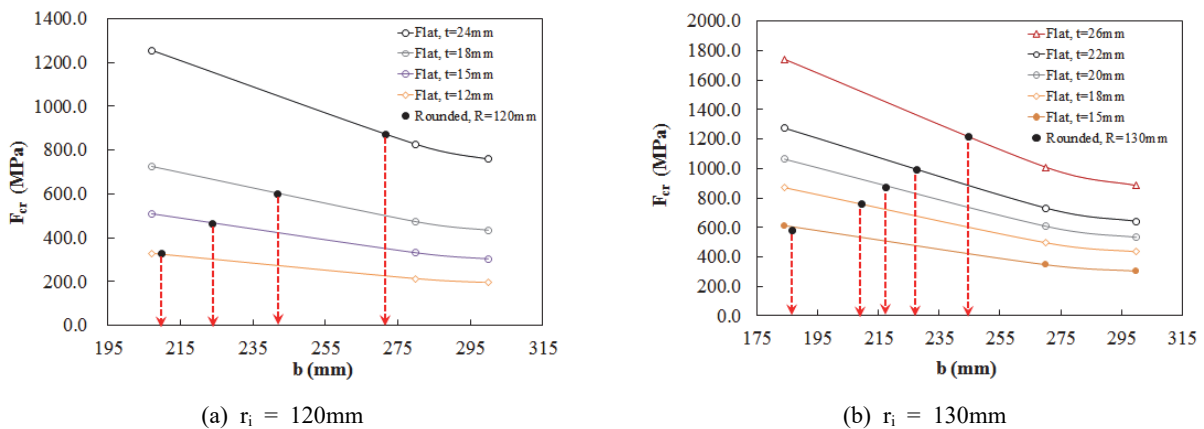 1400.0
1200.0
1000.0
800.0
600.0
400.0
200.0
0.0
F_cr (MPa)
Flat, t=24mm
Flat, t=18mm
Flat, t=15mm
Flat, t=12mm
Rounded, R=120mm
195 215 235 255 275 295 315
b (mm)
(a) r_i = 120mm
2000.0
1800.0
1600.0
1400.0
1200.0
1000.0
800.0
600.0
400.0
200.0
0.0
F_cr (MPa)
Flat, t=26mm
Flat, t=22mm
Flat, t=20mm
Flat, t=18mm
Flat, t=15mm
Rounded, R=130mm
175 195 215 235 255 275 295 315
b (mm)
(b) r_i = 130mm